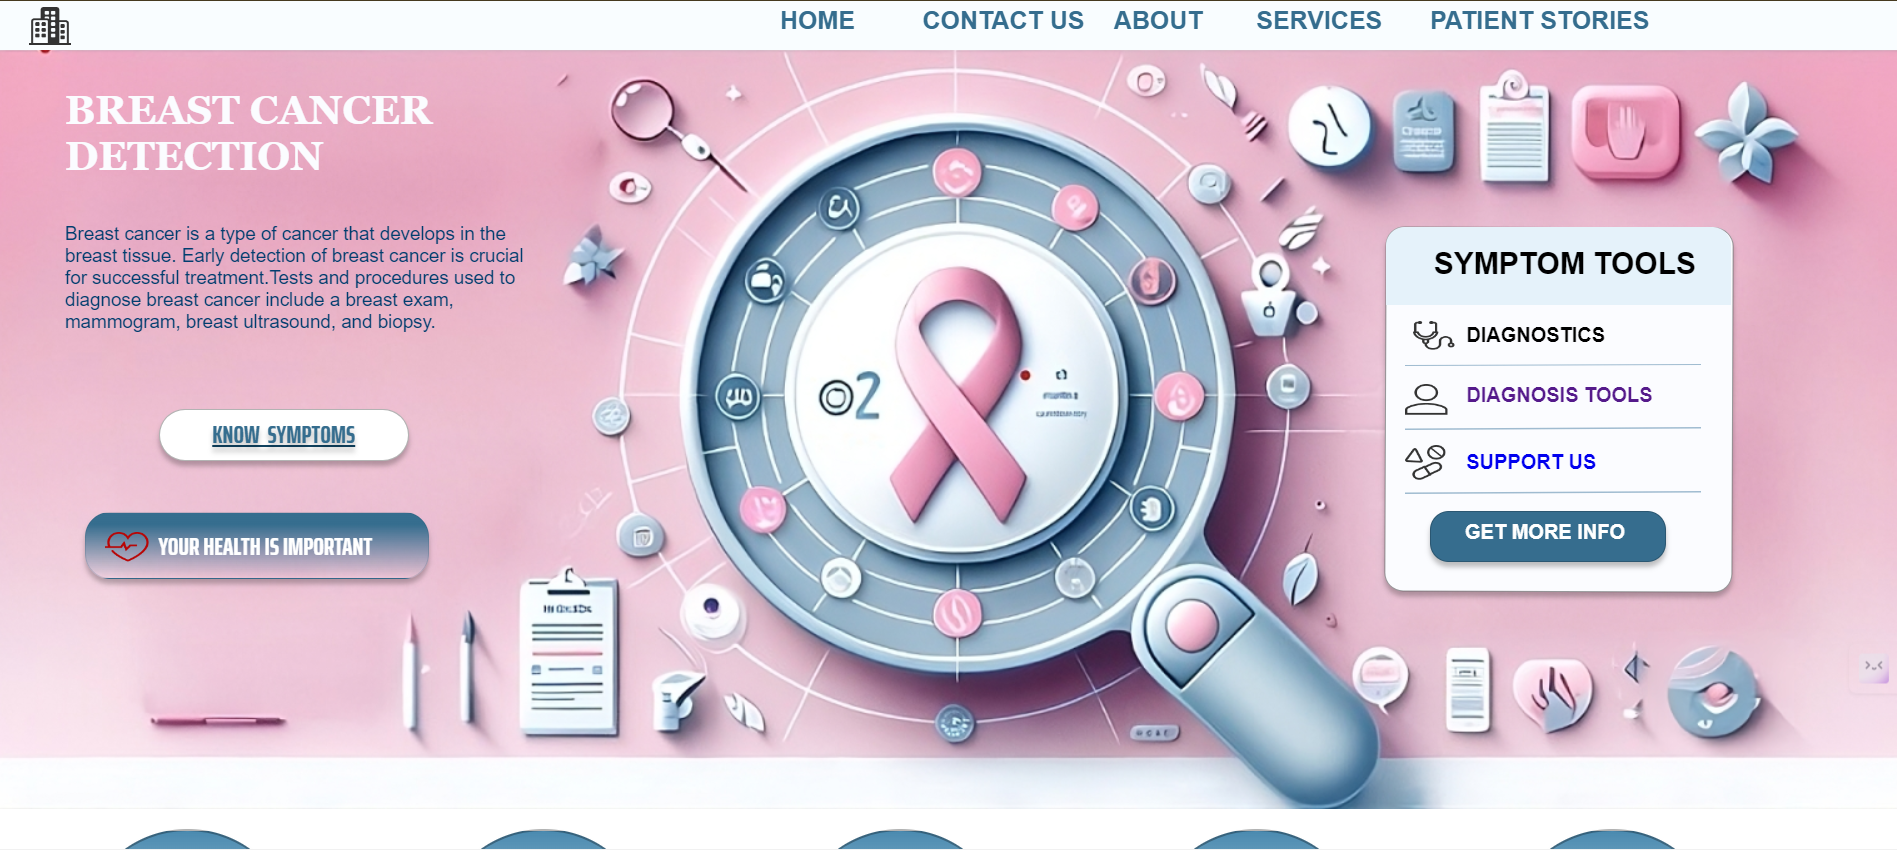 HOME CONTACT US ABOUT SERVICES PATIENT STORIES
BREAST CANCER
DETECTION
Breast cancer is a type of cancer that develops in the
breast tissue. Early detection of breast cancer is crucial
for successful treatment.Tests and procedures used to
diagnose breast cancer include a breast exam,
mammogram, breast ultrasound, and biopsy.
KNOW SYMPTOMS
YOUR HEALTH IS IMPORTANT
2
SYMPTOM TOOLS
DIAGNOSTICS
DIAGNOSIS TOOLS
SUPPORT US
GET MORE INFO